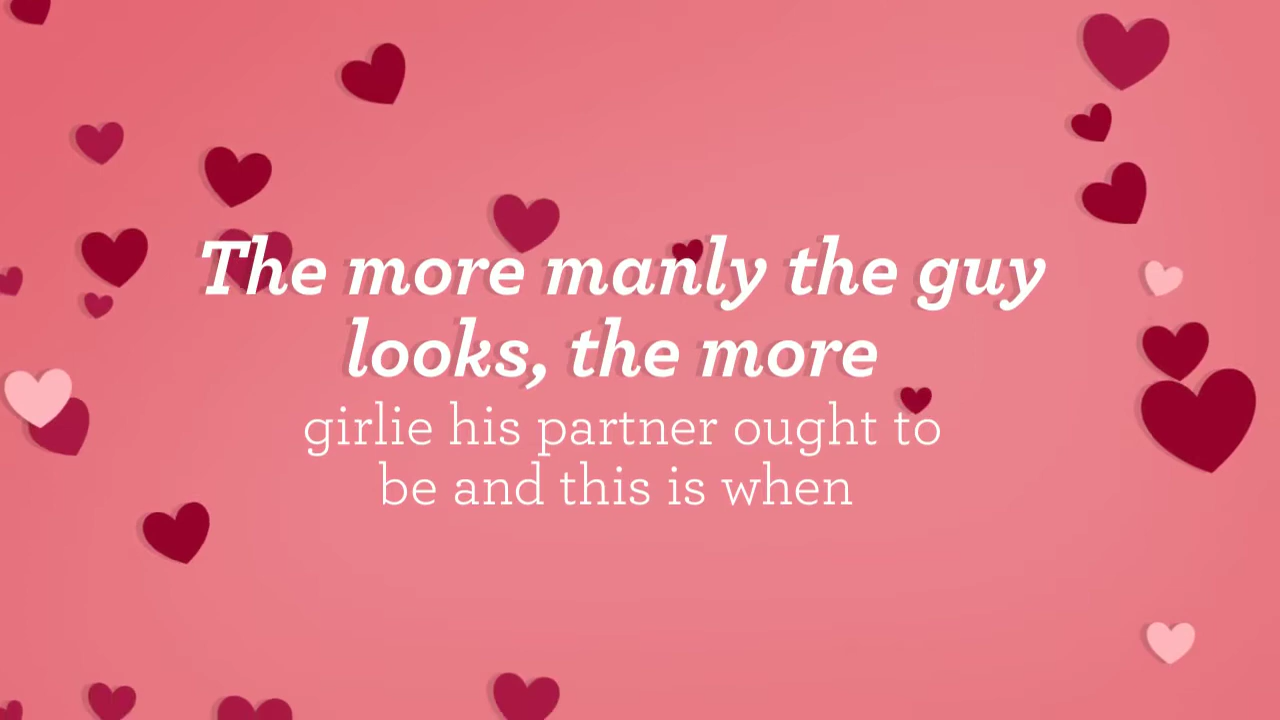 The more manly the guy
looks, the more
girlie his partner ought to
be and this is when